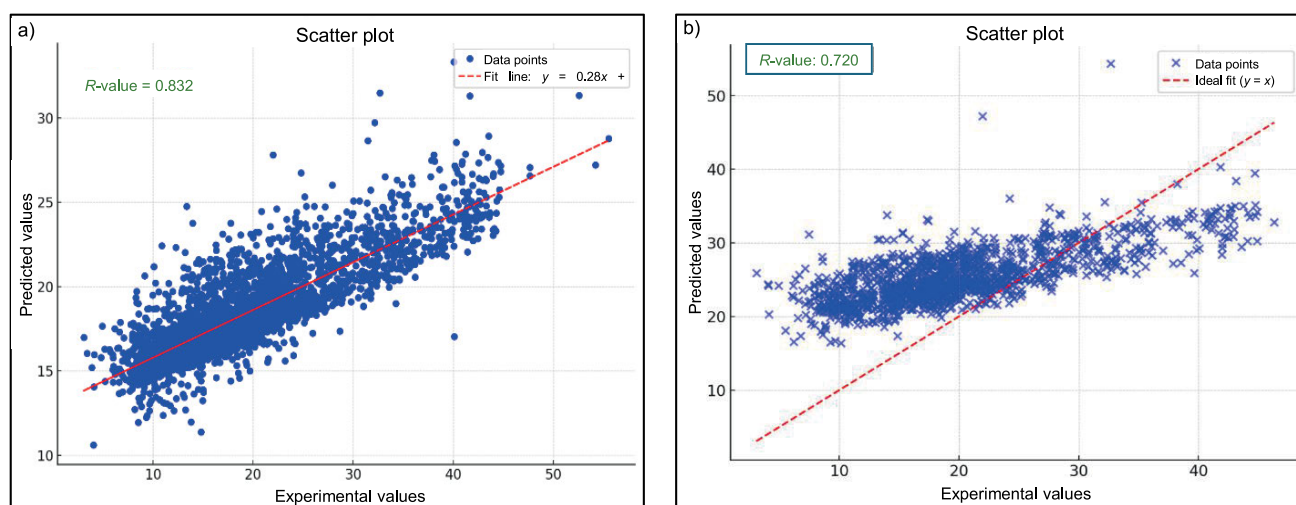 a)
Scatter plot
R-value = 0.832
Data points
Fit line: y = 0.28x +
Predicted values
30
25
20
15
10
10 20 30 40 50
Experimental values
b)
Scatter plot
R-value: 0.720
Data points
Ideal fit (y = x)
Predicted values
50
40
30
20
10
10 20 30 40
Experimental values